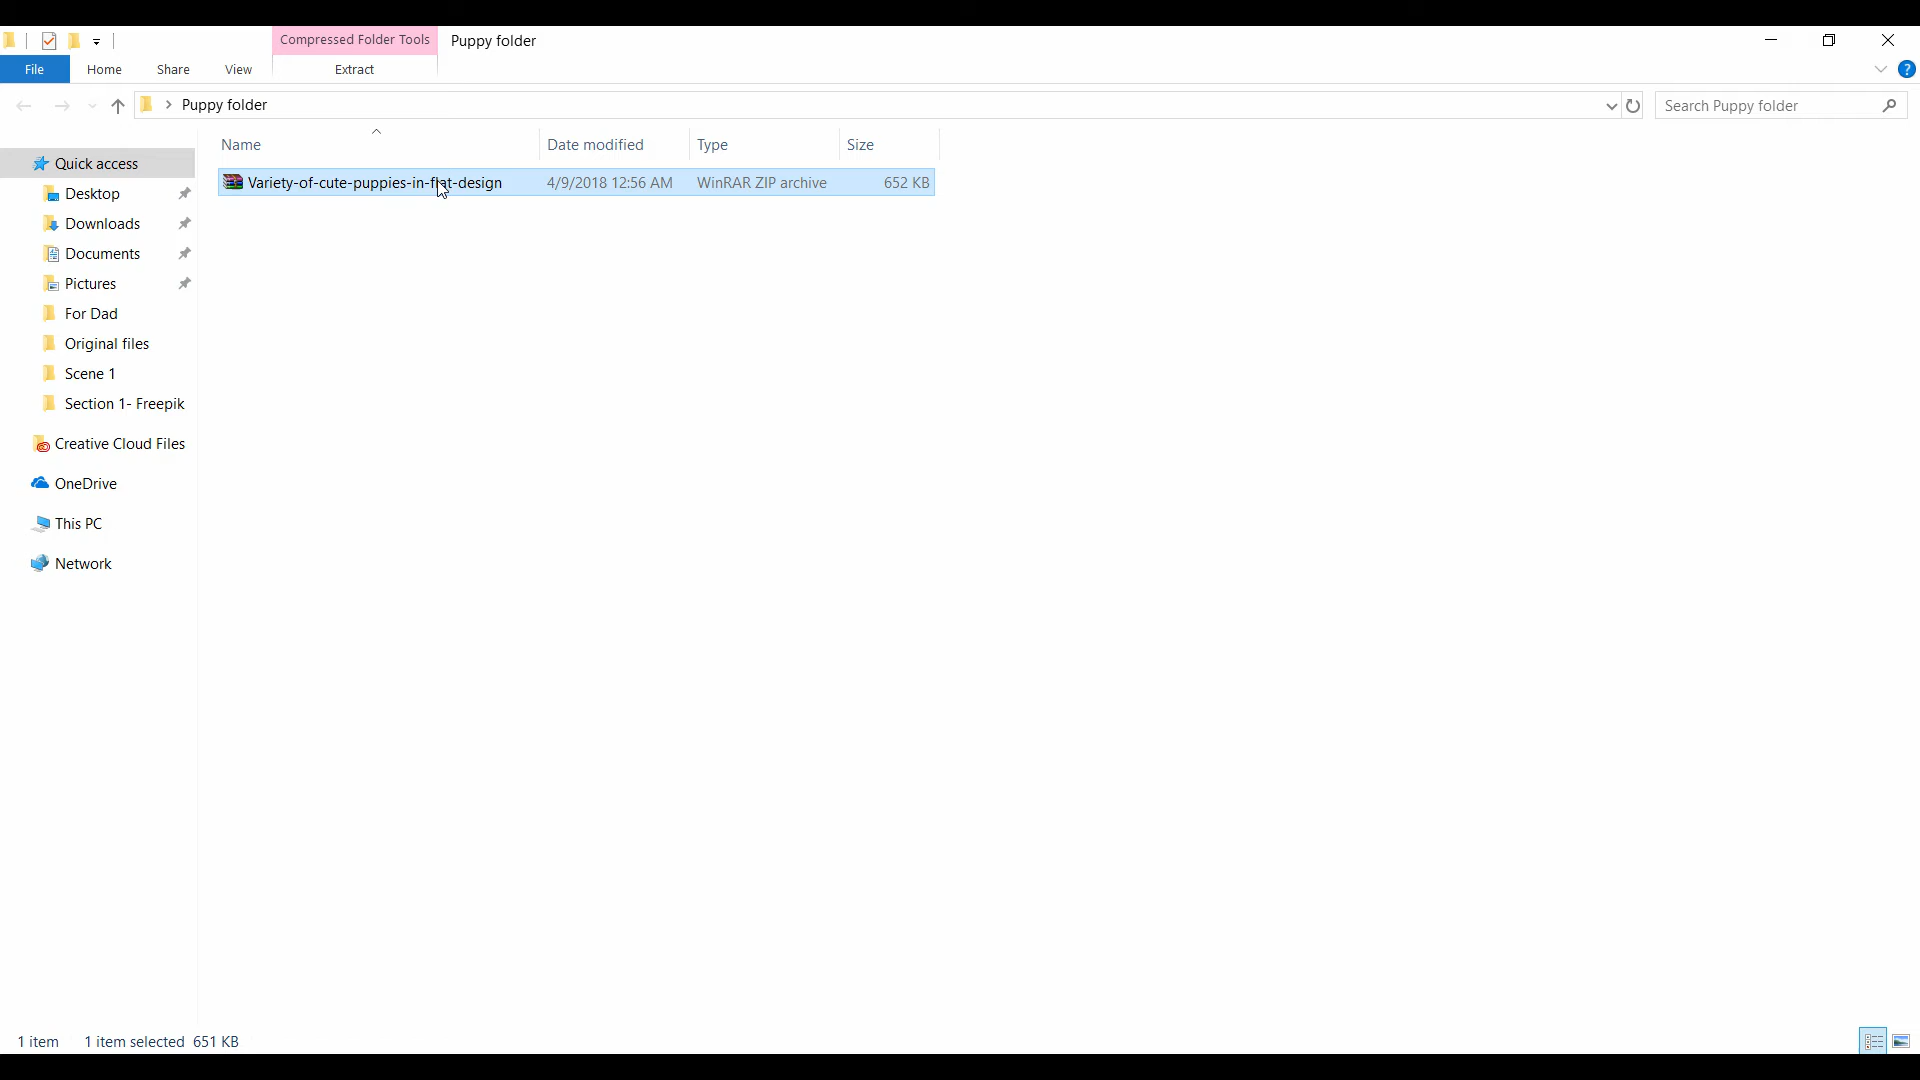 Compressed Folder Tools
Puppy folder
File
Home
Share
View
Extract
?
Puppy folder
Search Puppy folder
Name
Date modified
Type
Size
Quick access
Variety-of-cute-puppies-in-flat-design
4/9/2018 12:56 AM
WinRAR ZIP archive
652 KB
Desktop
Downloads
Documents
Pictures
For Dad
Original files
Scene 1
Section 1- Freepik
Creative Cloud Files
OneDrive
This PC
Network
1 item
1 item selected 651 KB